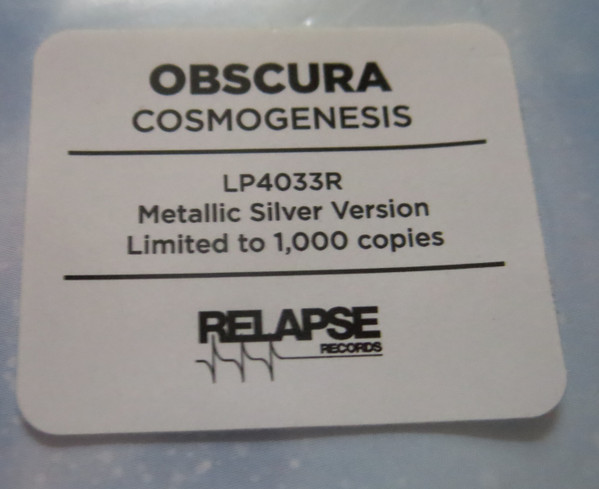 OBSCURA
COSMOGENESIS
LP4033R
Metallic Silver Version
Limited to 1,000 copies
RELAPSE
RECORDS